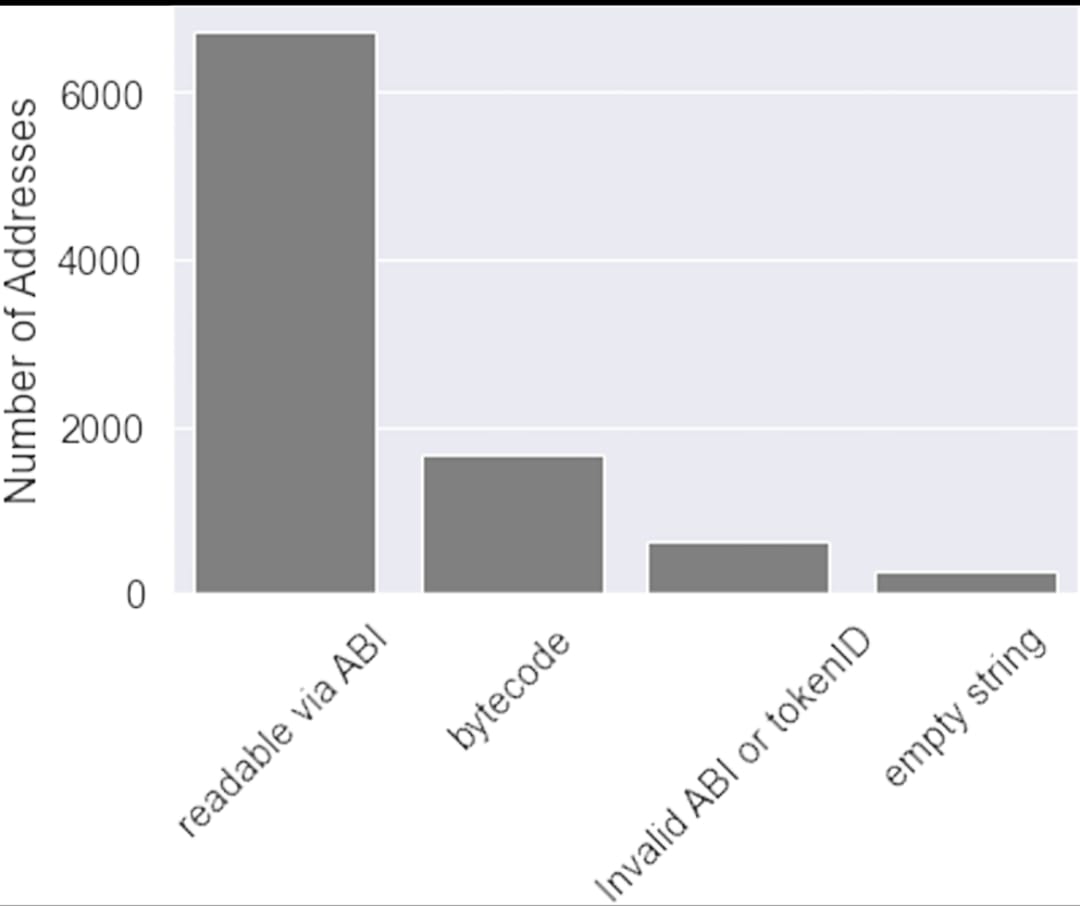 Number of Addresses
6000
4000
2000
0
readable via ABI
bytecode
Invalid ABI or tokenID
empty string